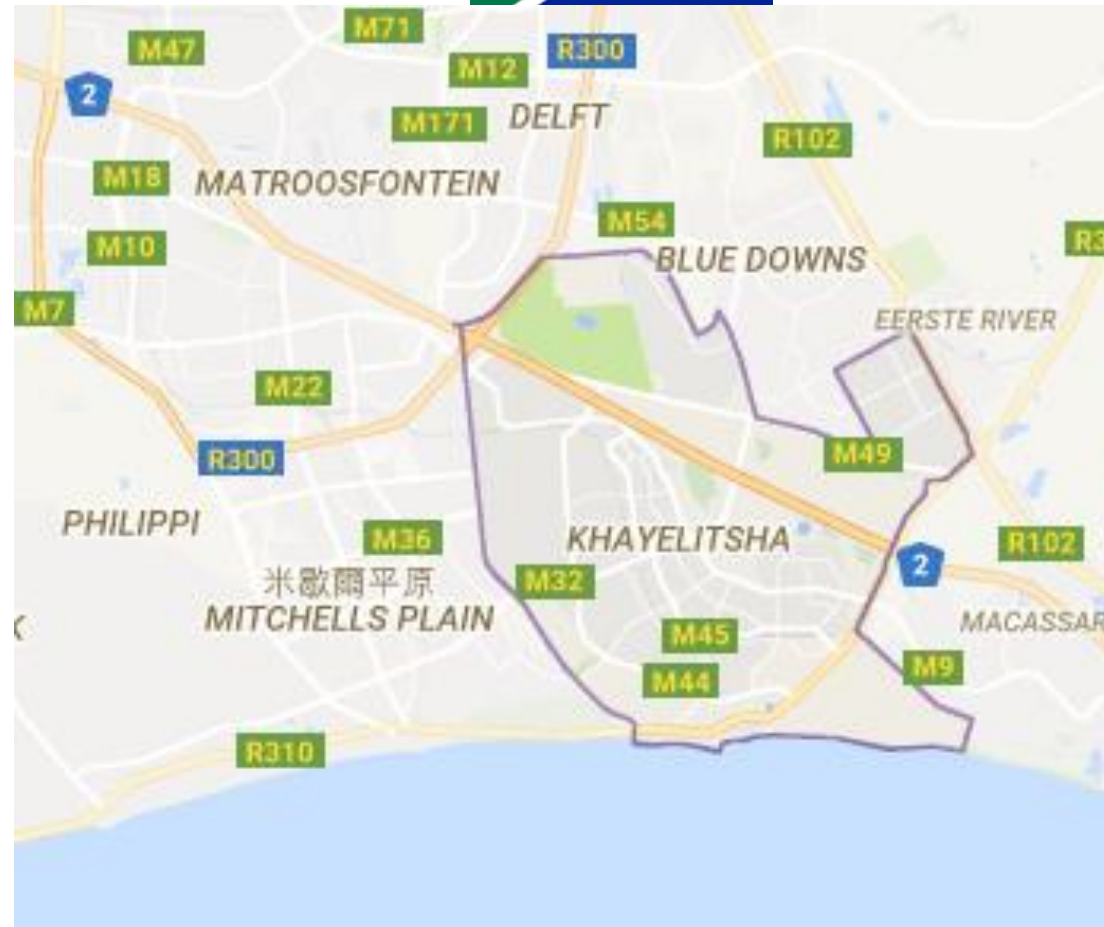 M71
M47
R300
M12
2
DELFT
M171
R102
M18
MATROOSFONTEIN
M54
M10
R3
BLUE DOWNS
M7
EERSTE RIVER
M22
M49
R300
PHILIPPI
M36
KHAYELITSHA
R102
2
米歇爾平原
M32
MITCHELLS PLAIN
MACASSAR
K
M45
M9
M44
R310